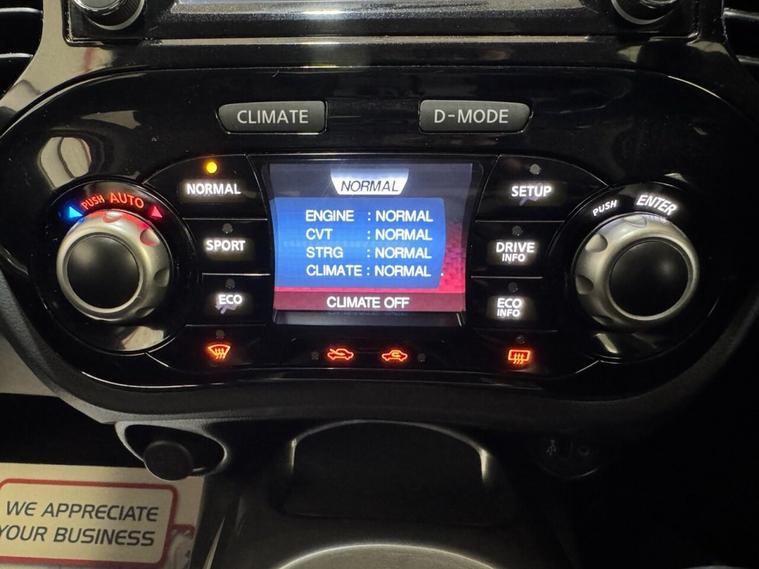 CLIMATE
D-MODE
PUSH AUTO
NORMAL
SPORT
ECO
NORMAL
ENGINE : NORMAL
CVT : NORMAL
STRG : NORMAL
CLIMATE : NORMAL
CLIMATE OFF
SETUP
DRIVE
INFO
ECO
INFO
PUSH ENTER
WE APPRECIATE
YOUR BUSINESS